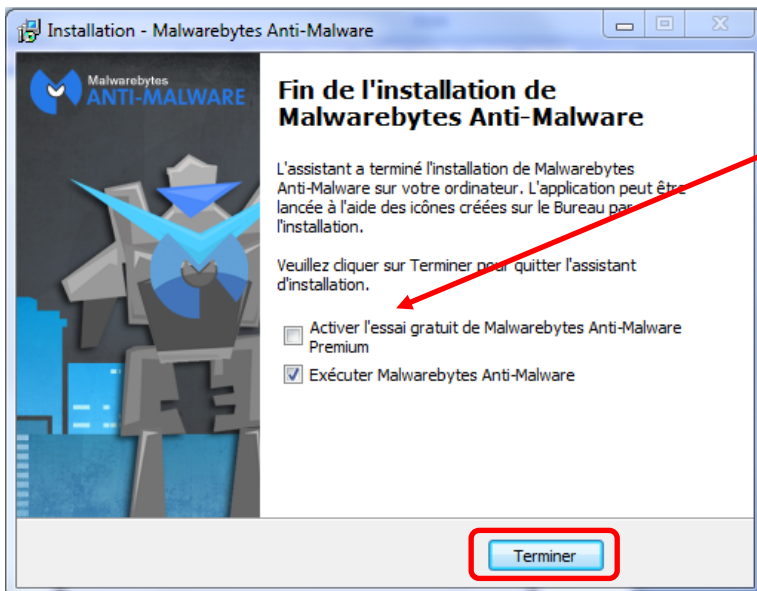 Installation - Malwarebytes Anti-Malware
Malwarebytes
ANTI-MALWARE
Fin de l'installation de
Malwarebytes Anti-Malware
L'assistant a terminé l'installation de Malwarebytes
Anti-Malware sur votre ordinateur. L'application peut être
lancée à l'aide des icônes créées sur le Bureau par
l'installation.
Veuillez cliquer sur Terminer pour quitter l'assistant
d'installation.
Activer l'essai gratuit de Malwarebytes Anti-Malware
Premium
Exécuter Malwarebytes Anti-Malware
Terminer